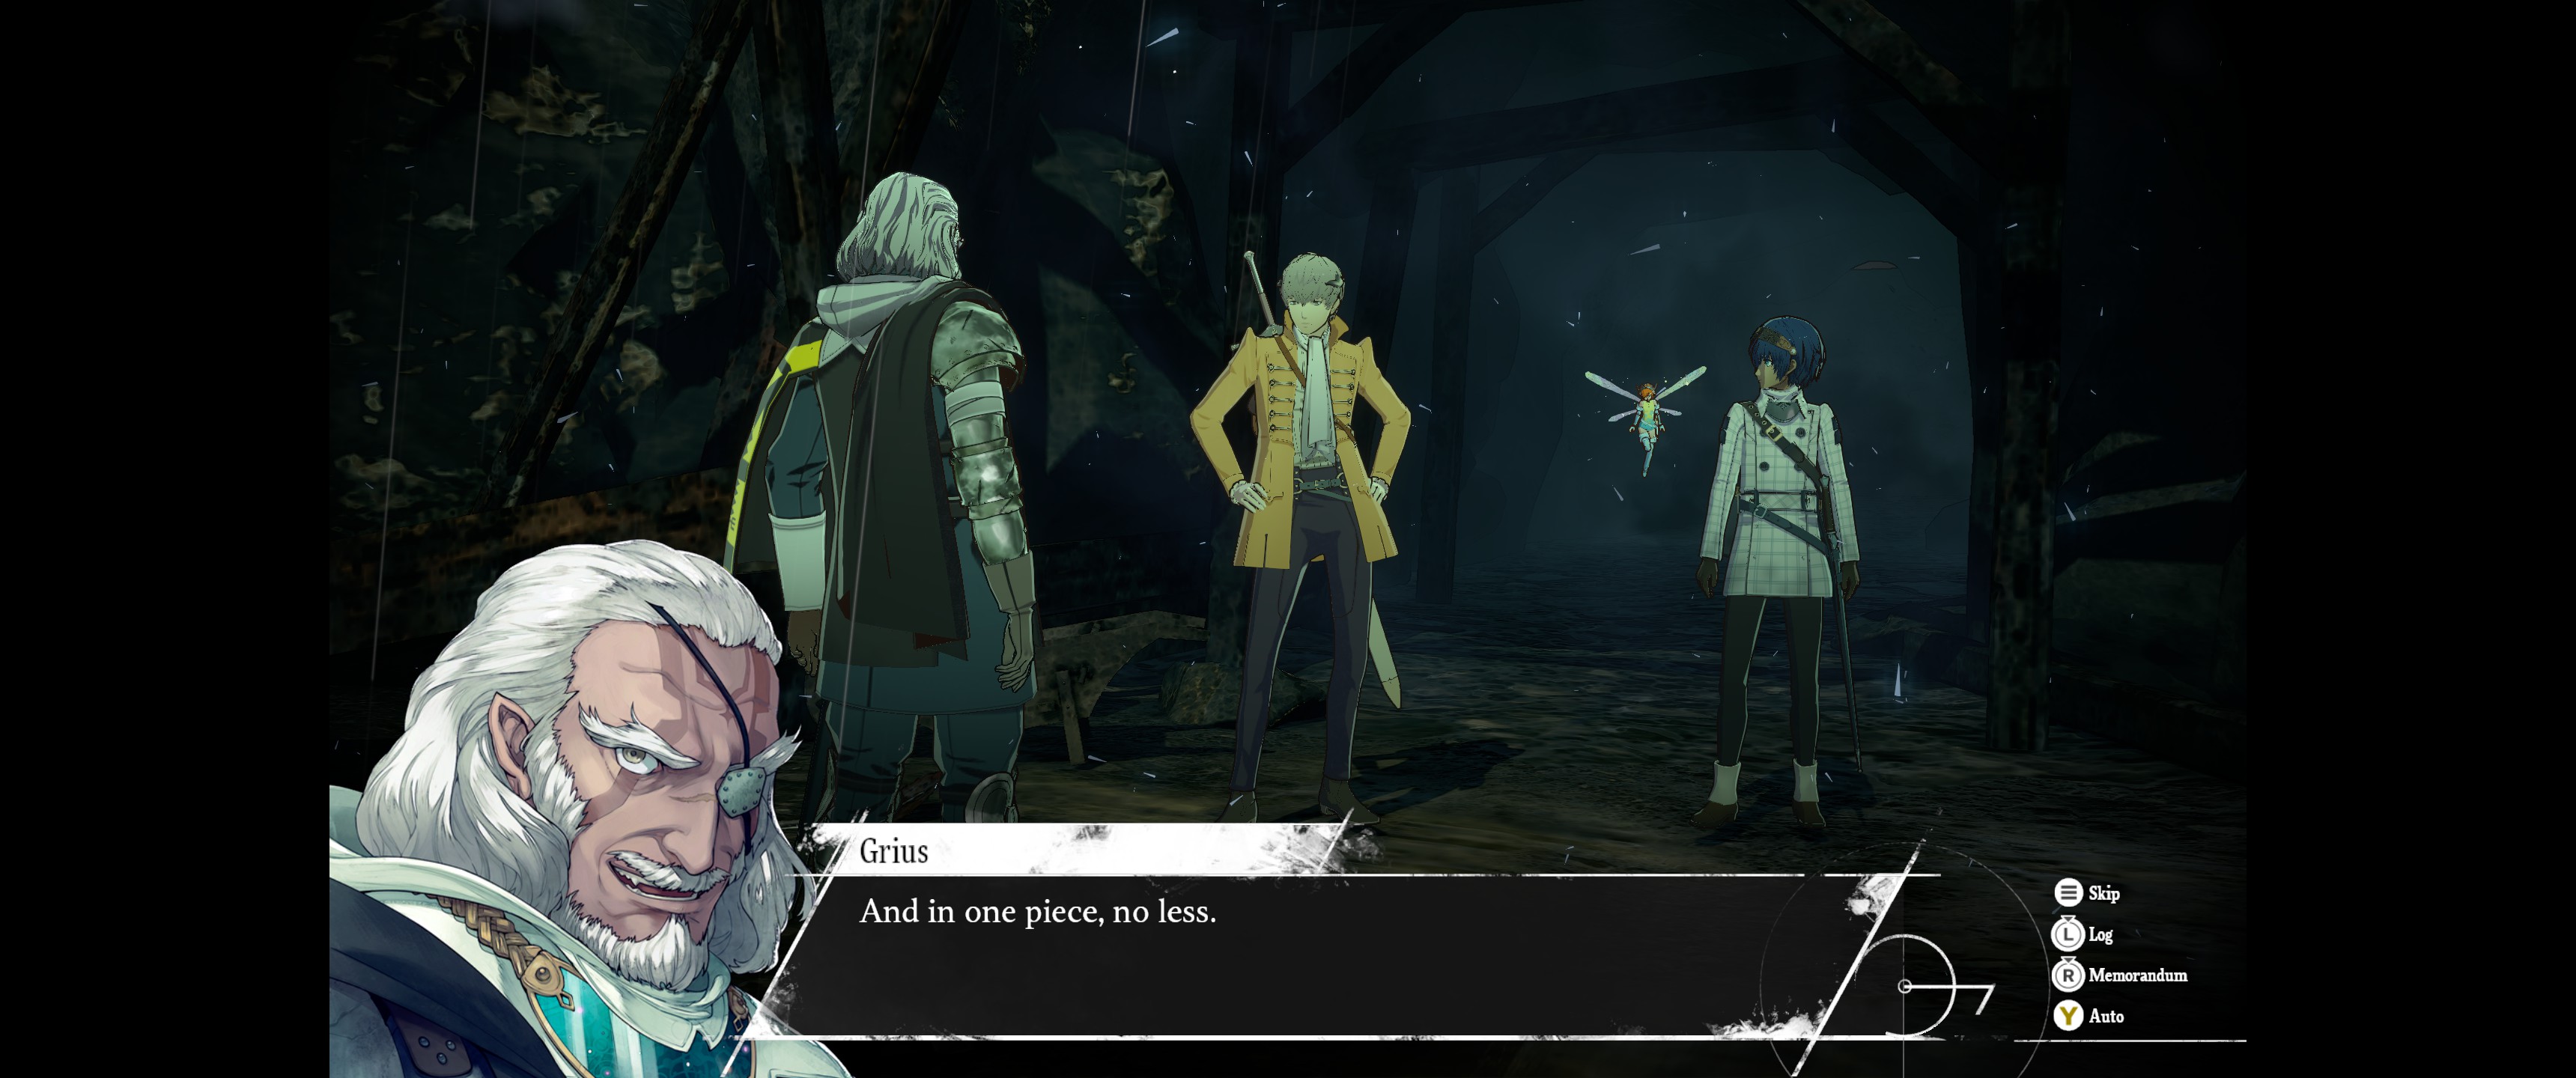 Grius
And in one piece, no less.
Skip
L Log
R Memorandum
Y Auto